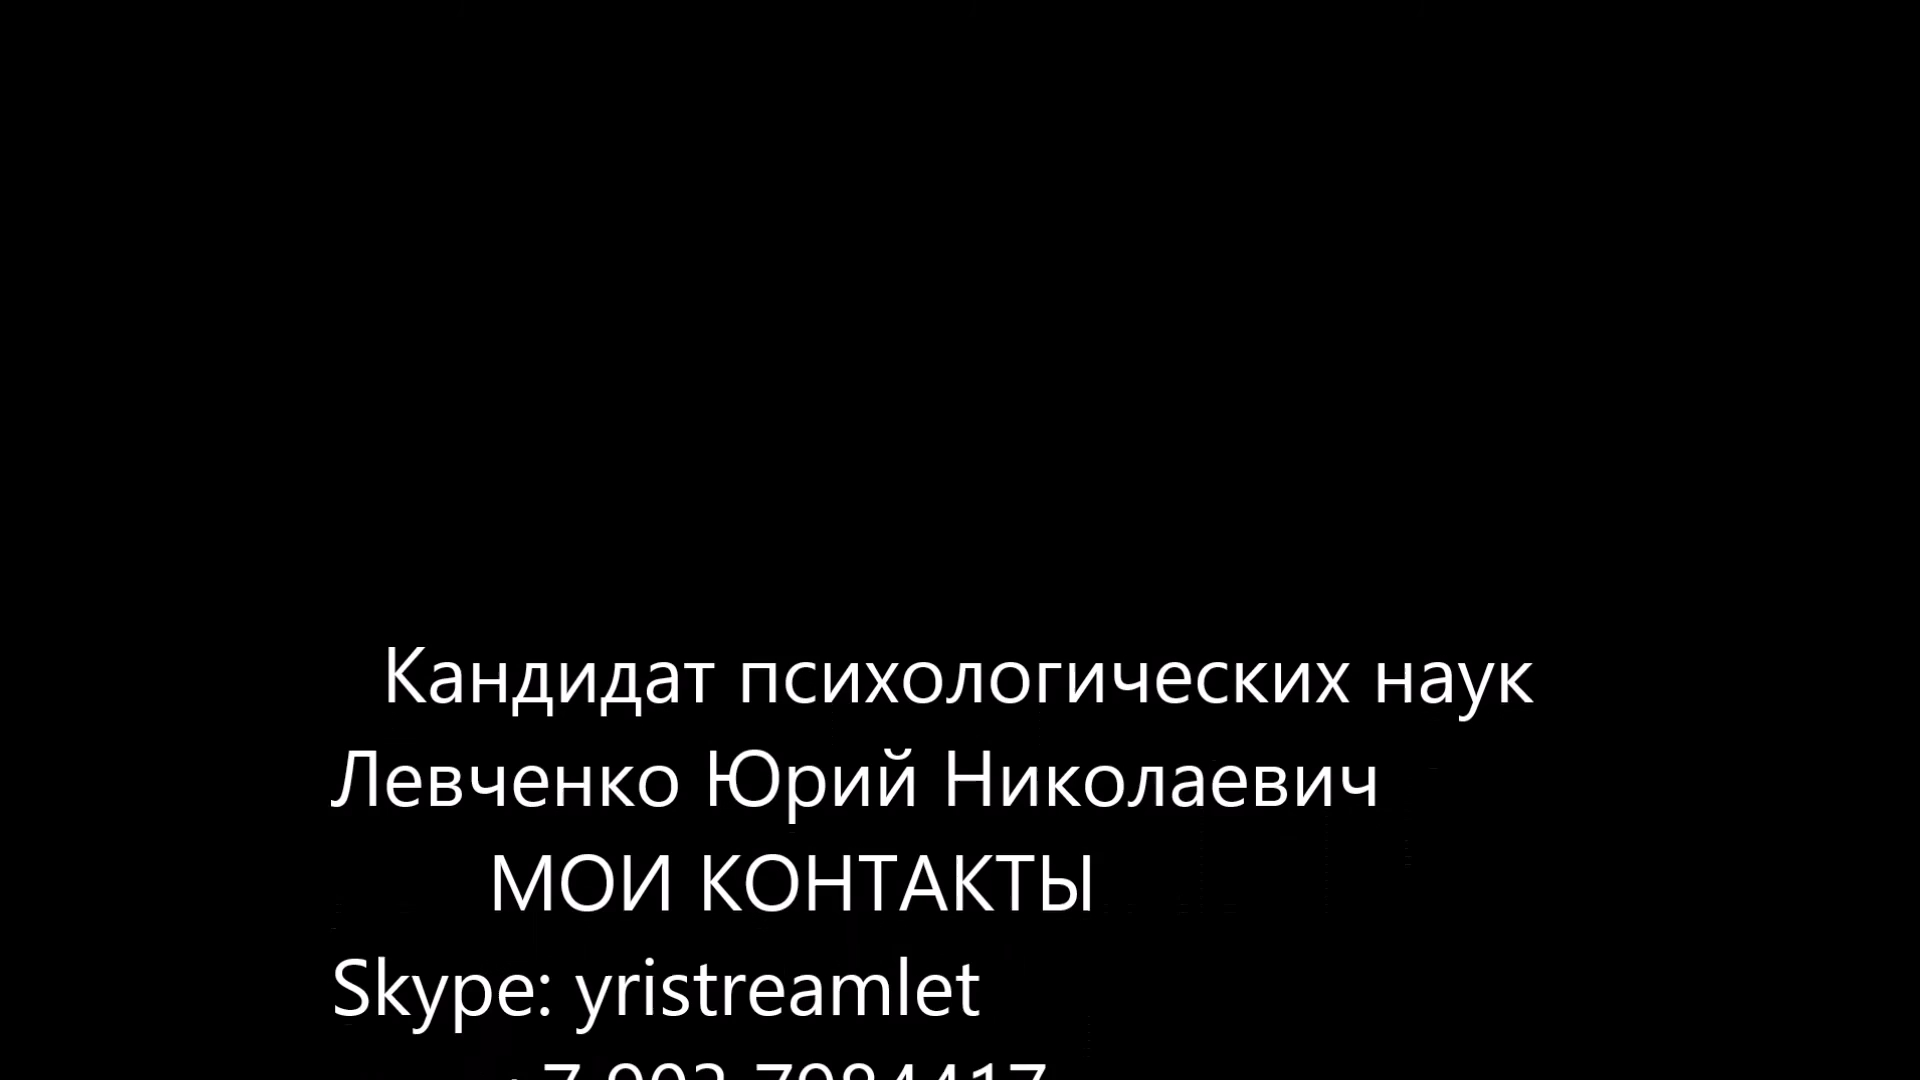 Кандидат психологических наук
Левченко Юрий Николаевич
МОИ КОНТАКТЫ
Skype: yristreamlet